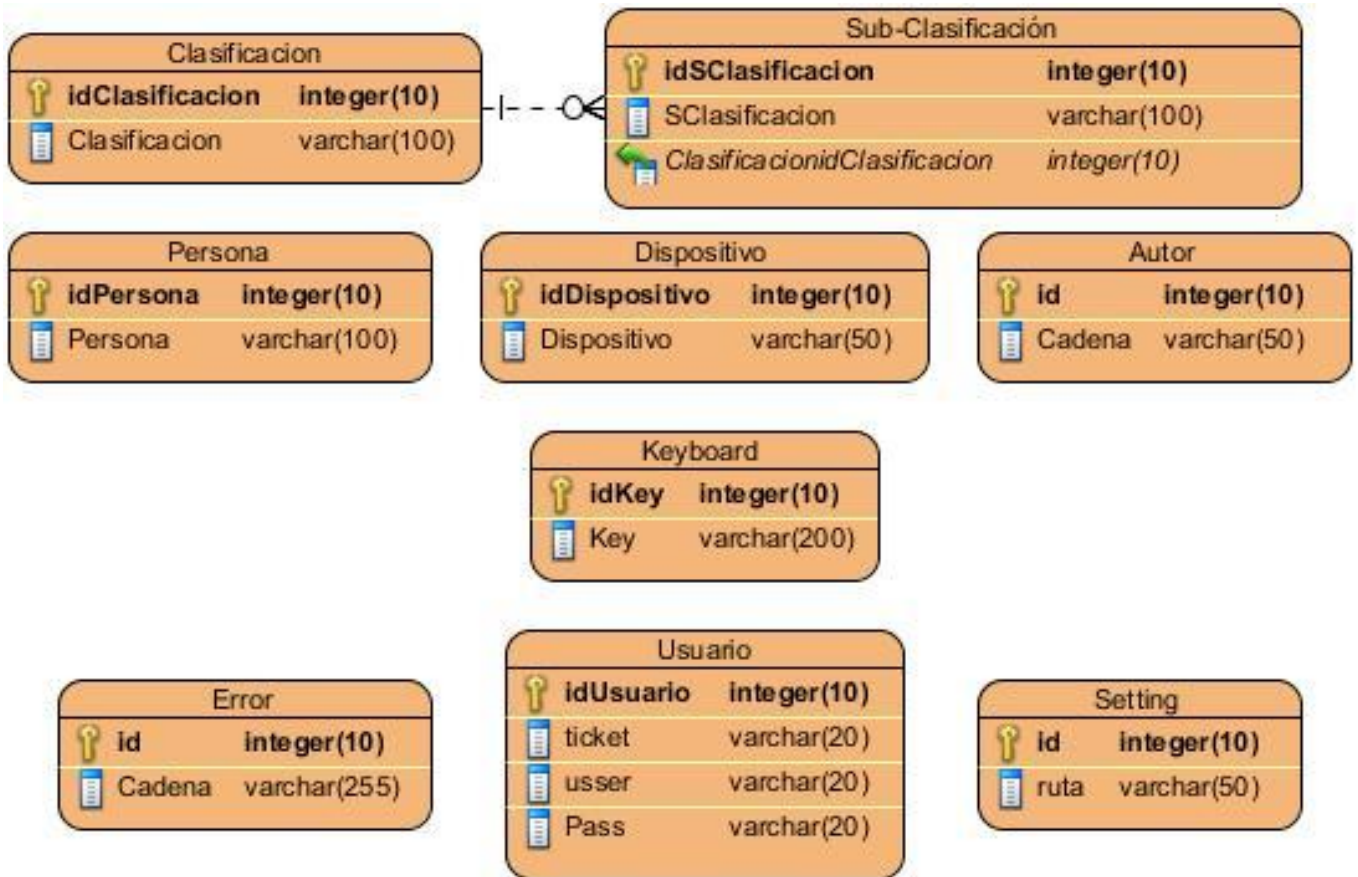 Clasificacion
idClasificacion integer(10)
Clasificacion varchar(100)
Sub-Clasificación
idSClasificacion integer(10)
SClasificacion varchar(100)
ClasificacionidClasificacion integer(10)
Persona
idPersona integer(10)
Persona varchar(100)
Dispositivo
idDispositivo integer(10)
Dispositivo varchar(50)
Autor
id integer(10)
Cadena varchar(50)
Keyboard
idKey integer(10)
Key varchar(200)
Error
id integer(10)
Cadena varchar(255)
Usuario
idUsuario integer(10)
ticket varchar(20)
usser varchar(20)
Pass varchar(20)
Setting
id integer(10)
ruta varchar(50)